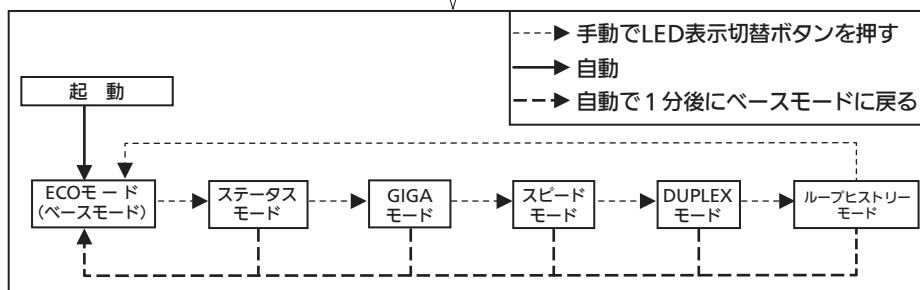 手動でLED表示切替ボタンを押す
自動
自動で1分後にベースモードに戻る
起 動
ECOモード
(ベースモード)
ステータス
モード
GIGA
モード
スピード
モード
DUPLEX
モード
ループヒストリー
モード